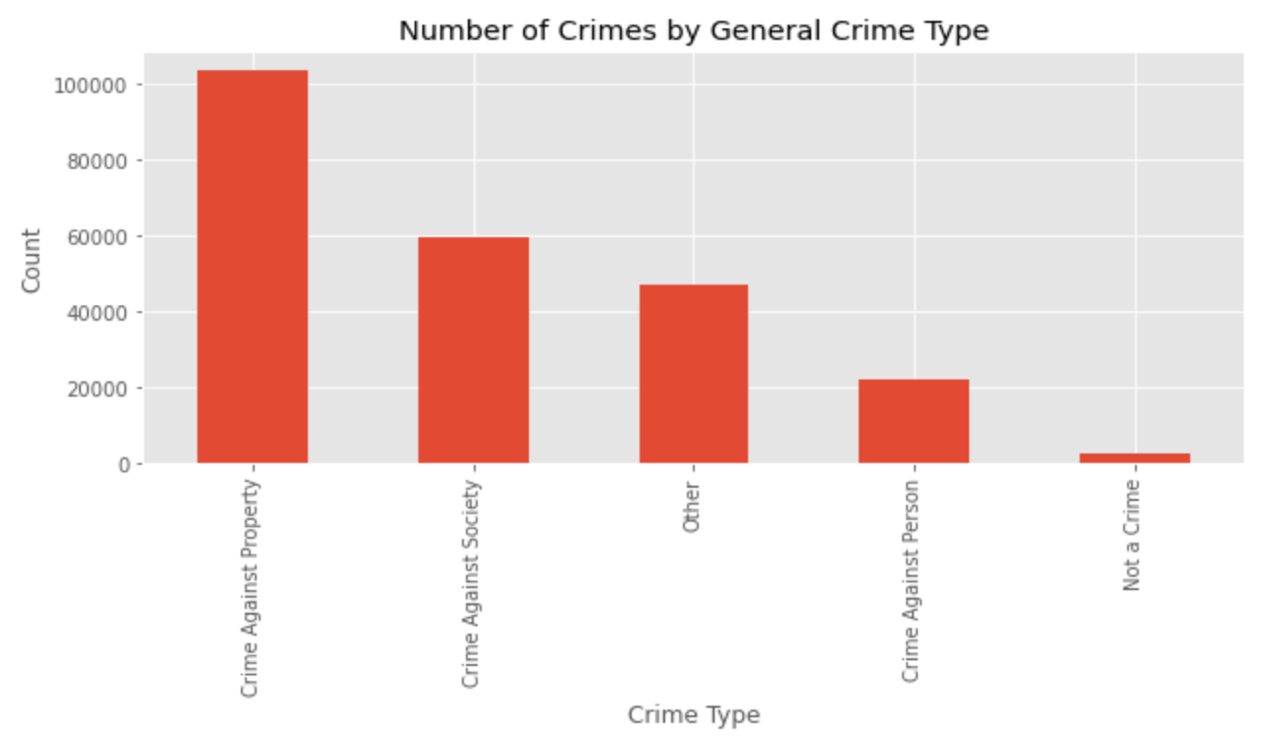 Number of Crimes by General Crime Type
100000
80000
60000
40000
20000
0
Count
Crime Against Property
Crime Against Society
Other
Crime Against Person
Not a Crime
Crime Type